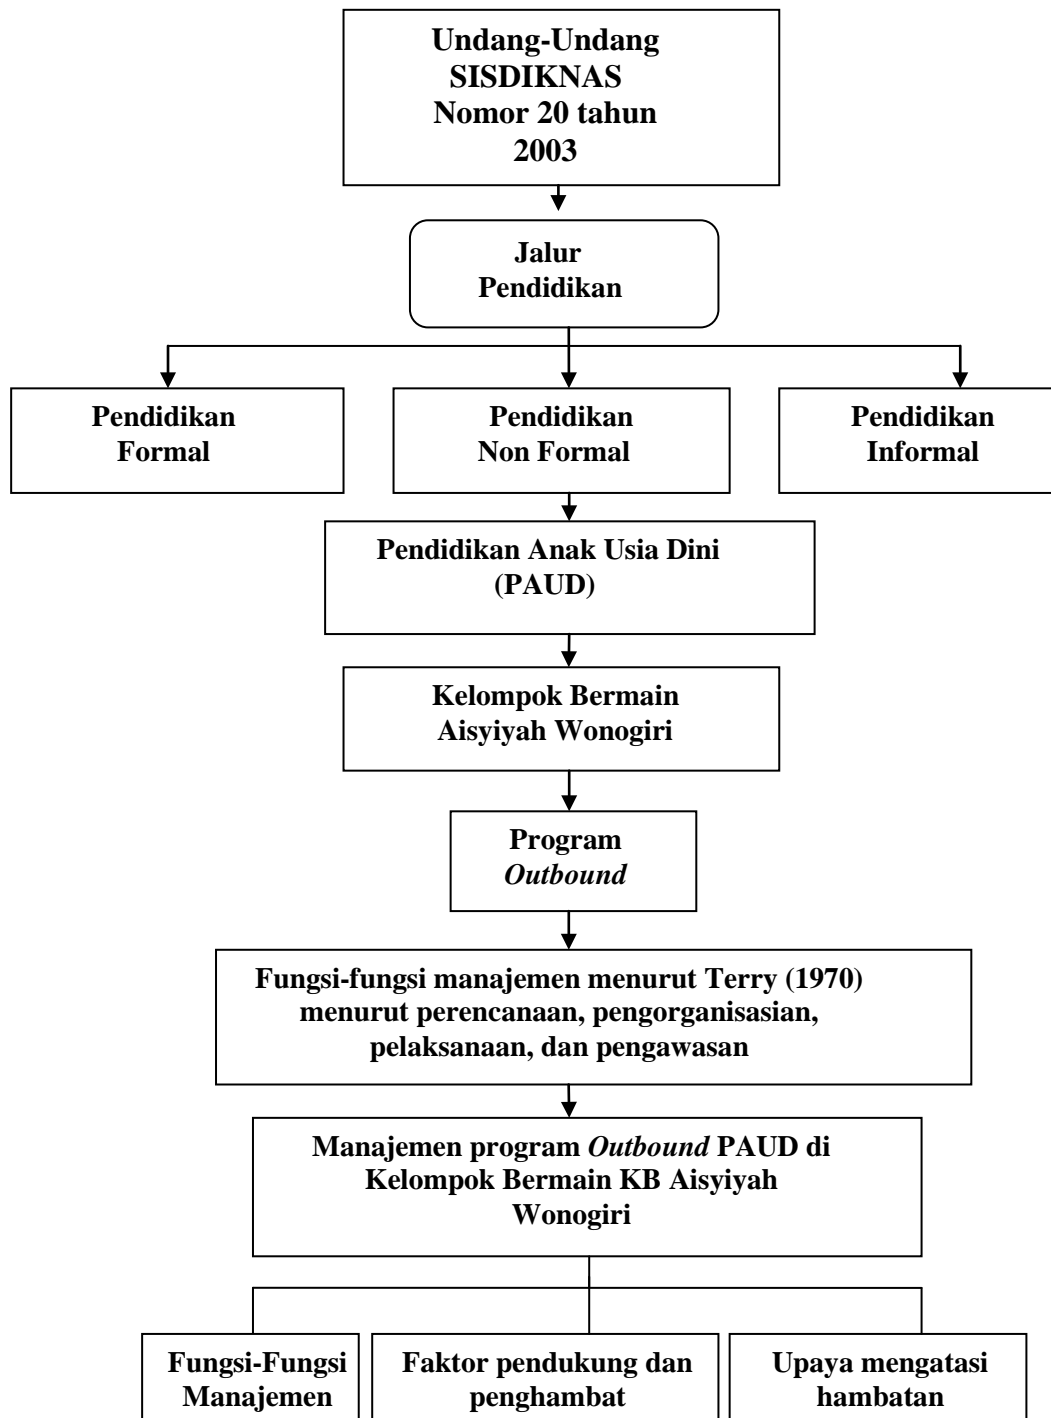 Undang-Undang
SISDIKNAS
Nomor 20 tahun
2003
Jalur
Pendidikan
Pendidikan
Formal
Pendidikan
Non Formal
Pendidikan
Informal
Pendidikan Anak Usia Dini
(PAUD)
Kelompok Bermain
Aisyiyah Wonogiri
Program
Outbound
Fungsi-fungsi manajemen menurut Terry (1970)
menurut perencanaan, pengorganisasian,
pelaksanaan, dan pengawasan
Manajemen program Outbound PAUD di
Kelompok Bermain KB Aisyiyah
Wonogiri
Fungsi-Fungsi
Manajemen
Faktor pendukung dan
penghambat
Upaya mengatasi
hambatan